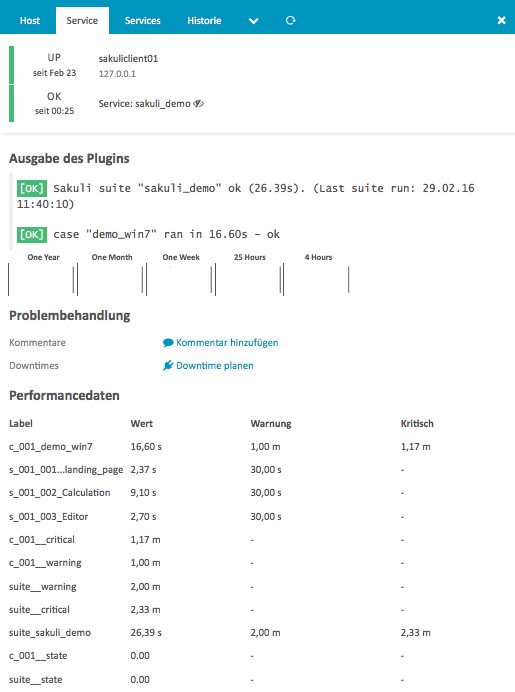 Host Service Services Historie
UP sakuliclient01
seit Feb 23 127.0.0.1
OK
seit 00:25 Service: sakuli_demo
Ausgabe des Plugins
[OK] Sakuli suite "sakuli_demo" ok (26.39s). (Last suite run: 29.02.16
11:40:10)
[OK] case "demo_win7" ran in 16.60s - ok
One Year One Month One Week 25 Hours 4 Hours
Problembehandlung
Kommentare Kommentar hinzufügen
Downtimes Downtime planen
Performancedaten
Label Wert Warnung Kritisch
c_001_demo_win7 16,60 s 1,00 m 1,17 m
s_001_001...landing_page 2,37 s 30,00 s -
s_001_002_Calculation 9,10 s 30,00 s -
s_001_003_Editor 2,70 s 30,00 s -
c_001__critical 1,17 m - -
c_001__warning 1,00 m - -
suite__warning 2,00 m - -
suite__critical 2,33 m - -
suite_sakuli_demo 26,39 s 2,00 m 2,33 m
c_001__state 0.00 - -
suite__state 0.00 - -